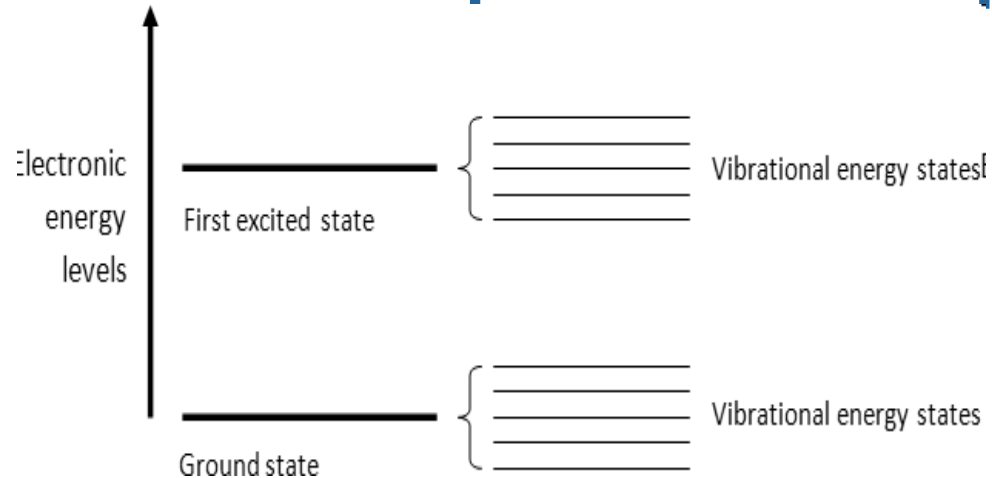 Electronic
energy
levels
First excited state
Vibrational energy states
Ground state
Vibrational energy states